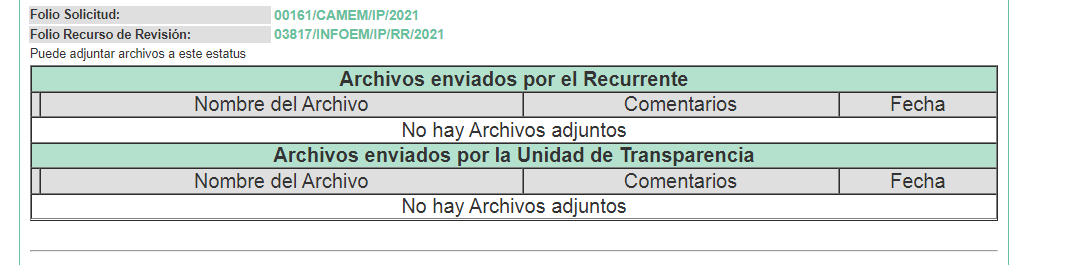 Folio Solicitud: 00161/CAMEM/IP/2021
Folio Recurso de Revisión: 03817/INFOEM/IP/RR/2021
Puede adjuntar archivos a este estatus
Archivos enviados por el Recurrente
Nombre del Archivo Comentarios Fecha
No hay Archivos adjuntos
Archivos enviados por la Unidad de Transparencia
Nombre del Archivo Comentarios Fecha
No hay Archivos adjuntos